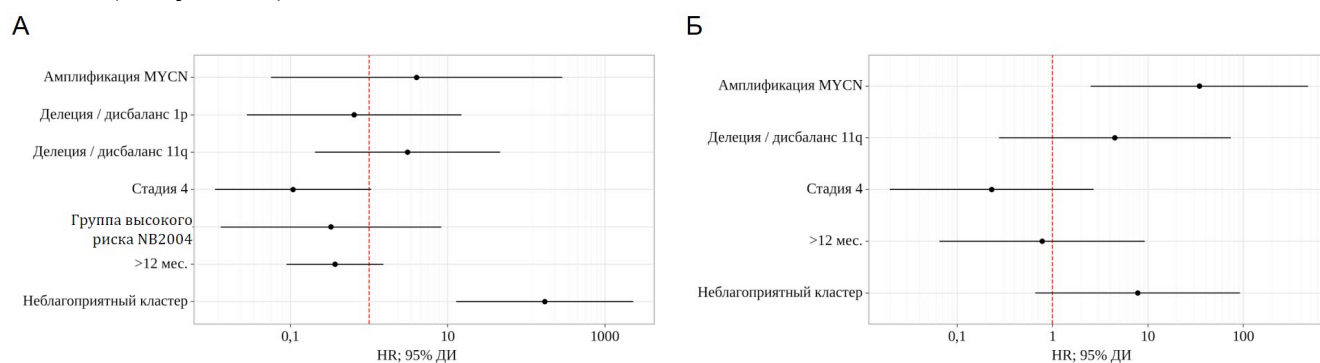 А
Амплификация MYCN
Делеция / дисбаланс 1p
Делеция / дисбаланс 11q
Стадия 4
Группа высокого
риска NB2004
>12 мес.
Неблагоприятный кластер
0,1
10
1000
HR; 95% ДИ
Б
Амплификация MYCN
Делеция / дисбаланс 11q
Стадия 4
>12 мес.
Неблагоприятный кластер
0,1
1
10
100
HR; 95% ДИ